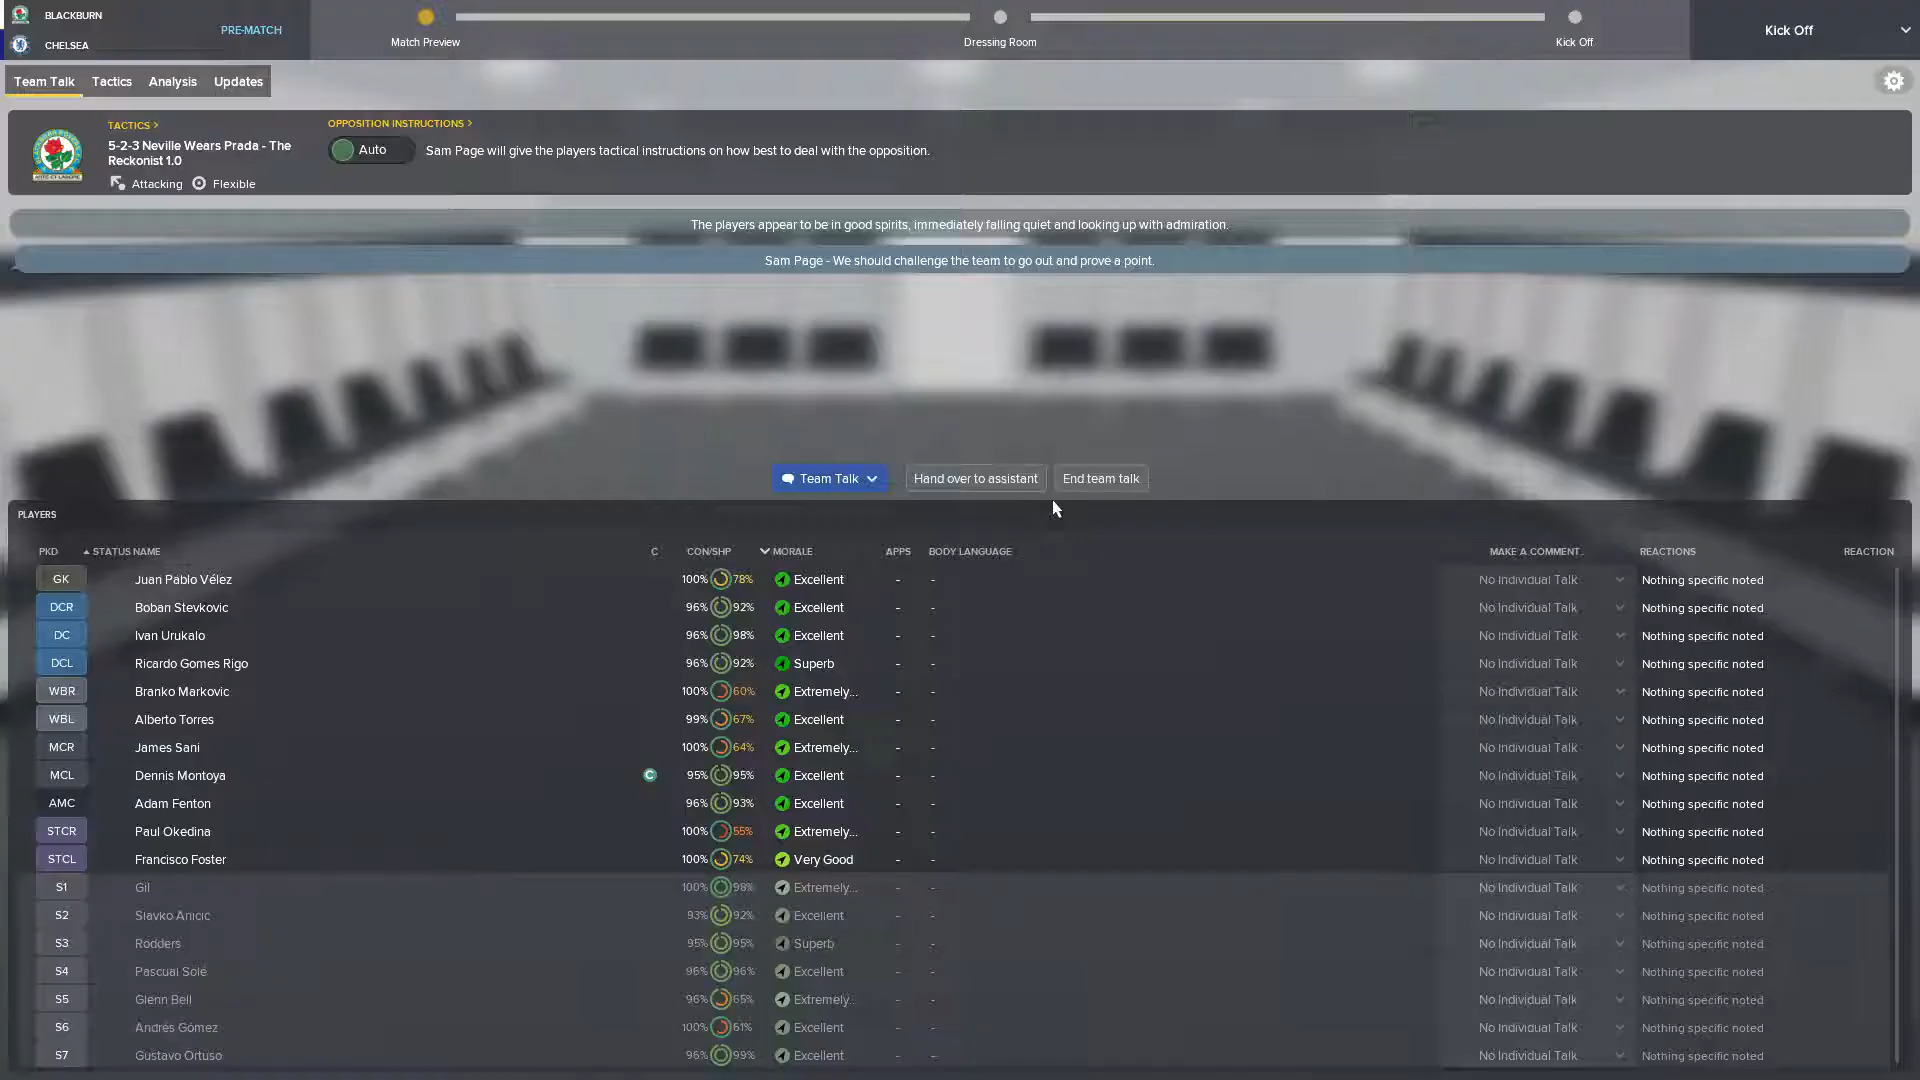 BLACKBURN
CHELSEA
PRE-MATCH
Match Preview
Dressing Room
Kick Off
Kick Off
Team Talk Tactics Analysis Updates
TACTICS >
5-2-3 Neville Wears Prada - The
Reckonist 1.0
Attacking Flexible
OPPOSITION INSTRUCTIONS >
Auto Sam Page will give the players tactical instructions on how best to deal with the opposition.
The players appear to be in good spirits, immediately falling quiet and looking up with admiration.
Sam Page - We should challenge the team to go out and prove a point.
Team Talk Hand over to assistant End team talk
PLAYERS
PKD STATUS NAME C CON/SHP MORALE APPS BODY LANGUAGE MAKE A COMMENT.. REACTIONS REACTION
GK Juan Pablo Vélez 100% 78% Excellent - - No Individual Talk Nothing specific noted
DCR Boban Stevkovic 96% 92% Excellent - - No Individual Talk Nothing specific noted
DC Ivan Urukalo 96% 98% Excellent - - No Individual Talk Nothing specific noted
DCL Ricardo Gomes Rigo 96% 92% Superb - - No Individual Talk Nothing specific noted
WBR Branko Markovic 100% 60% Extremely... - - No Individual Talk Nothing specific noted
WBL Alberto Torres 99% 67% Excellent - - No Individual Talk Nothing specific noted
MCR James Sani 100% 64% Extremely... - - No Individual Talk Nothing specific noted
MCL Dennis Montoya C 95% 95% Excellent - - No Individual Talk Nothing specific noted
AMC Adam Fenton 96% 93% Excellent - - No Individual Talk Nothing specific noted
STCR Paul Okedina 100% 55% Extremely... - - No Individual Talk Nothing specific noted
STCL Francisco Foster 100% 74% Very Good - - No Individual Talk Nothing specific noted
S1 Gil 100% 98% Extremely... - - No Individual Talk Nothing specific noted
S2 Slavko Anicic 93% 92% Excellent - - No Individual Talk Nothing specific noted
S3 Rodders 95% 95% Superb - - No Individual Talk Nothing specific noted
S4 Pascual Solé 96% 96% Excellent - - No Individual Talk Nothing specific noted
S5 Glenn Bell 96% 65% Extremely... - - No Individual Talk Nothing specific noted
S6 Andrés Gómez 100% 61% Excellent - - No Individual Talk Nothing specific noted
S7 Gustavo Ortuso 96% 99% Excellent - - No Individual Talk Nothing specific noted